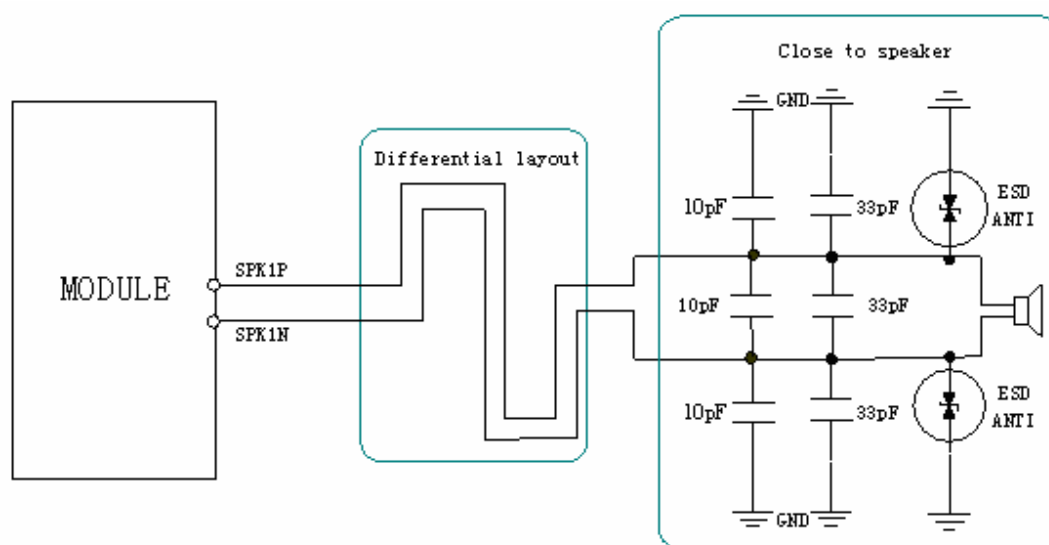 Close to speaker
GND
Differential layout
10pF
33pF
ESD
ANTI
SPK1P
MODULE
10pF
33pF
SPK1N
10pF
33pF
ESD
ANTI
GND